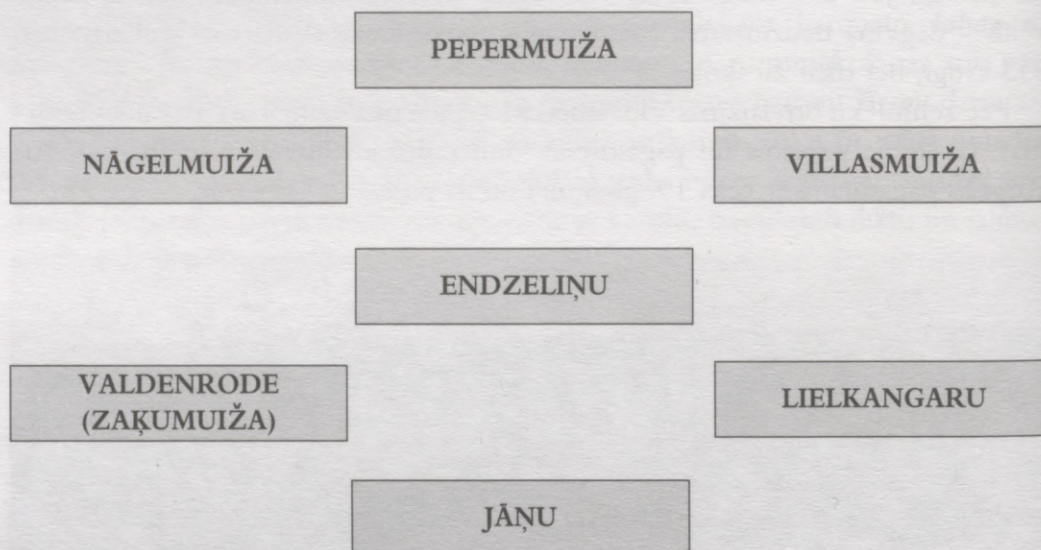 PEPERMUIŽA
NĀGELMUIŽA
VILLASMUIŽA
ENDZELIŅU
VALDENRODE
(ZAĶUMUIŽA)
LIELKANGARU
JĀŅU